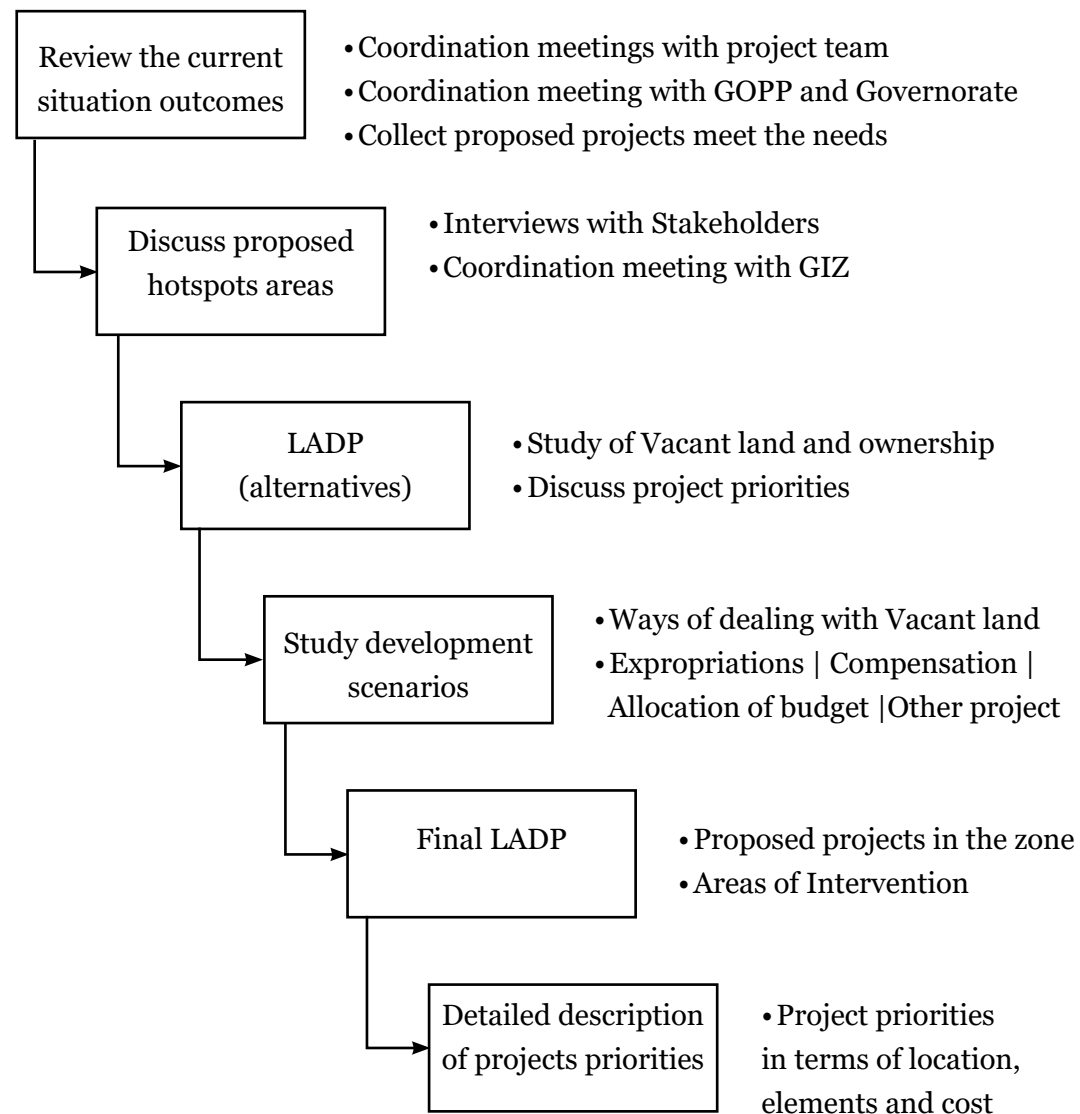 Review the current
situation outcomes
• Coordination meetings with project team
• Coordination meeting with GOPP and Governorate
• Collect proposed projects meet the needs
Discuss proposed
hotspots areas
• Interviews with Stakeholders
• Coordination meeting with GIZ
LADP
(alternatives)
• Study of Vacant land and ownership
• Discuss project priorities
Study development
scenarios
• Ways of dealing with Vacant land
• Expropriations | Compensation |
Allocation of budget |Other project
Final LADP
• Proposed projects in the zone
• Areas of Intervention
Detailed description
of projects priorities
• Project priorities
in terms of location,
elements and cost